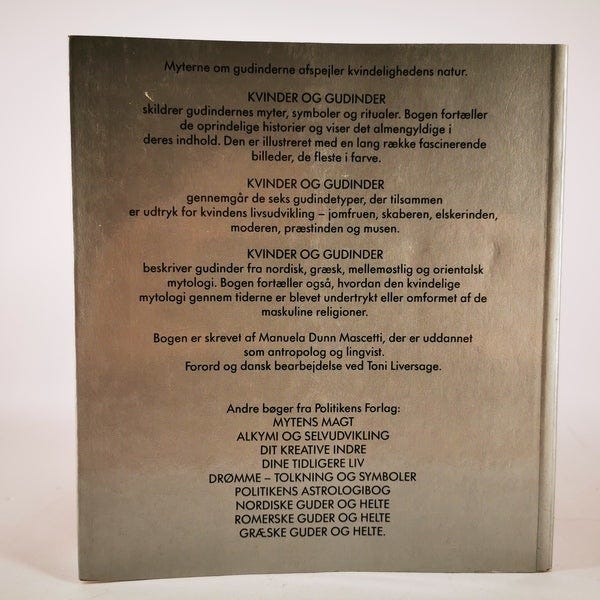 Myterne om gudinderne afspejler kvindelighedens natur.
KVINDER OG GUDINDER
skildrer gudindernes myter, symboler og ritualer. Bogen fortæller
de oprindelige historier og viser det almengyldige i
deres indhold. Den er illustreret med en lang række fascinerende
billeder, de fleste i farve.
KVINDER OG GUDINDER
gennemgår de seks gudindetyper, der tilsammen
er udtryk for kvindens livsudvikling – jomfruen, skaberen, elskerinden,
moderen, præstinden og musen.
KVINDER OG GUDINDER
beskriver gudinder fra nordisk, græsk, mellemøstlig og orientalsk
mytologi. Bogen fortæller også, hvordan den kvindelige
mytologi gennem tiderne er blevet undertrykt eller omformet af de
maskuline religioner.
Bogen er skrevet af Manuela Dunn Mascetti, der er uddannet
som antropolog og lingvist.
Forord og dansk bearbejdelse ved Toni Liversage.
Andre bøger fra Politikens Forlag:
MYTENS MAGT
ALKYMI OG SELVUDVIKLING
DIT KREATIVE INDRE
DINE TIDLIGERE LIV
DRØMME – TOLKNING OG SYMBOLER
POLITIKENS ASTROLOGIBOG
NORDISKE GUDER OG HELTE
ROMERSKE GUDER OG HELTE
GRÆSKE GUDER OG HELTE.